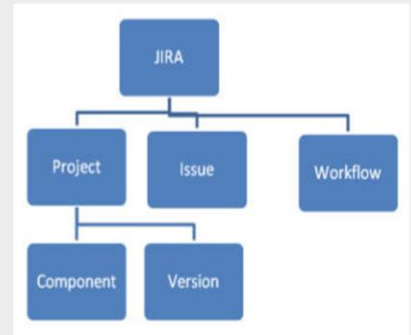 JIRA
Project
Issue
Workflow
Component
Version